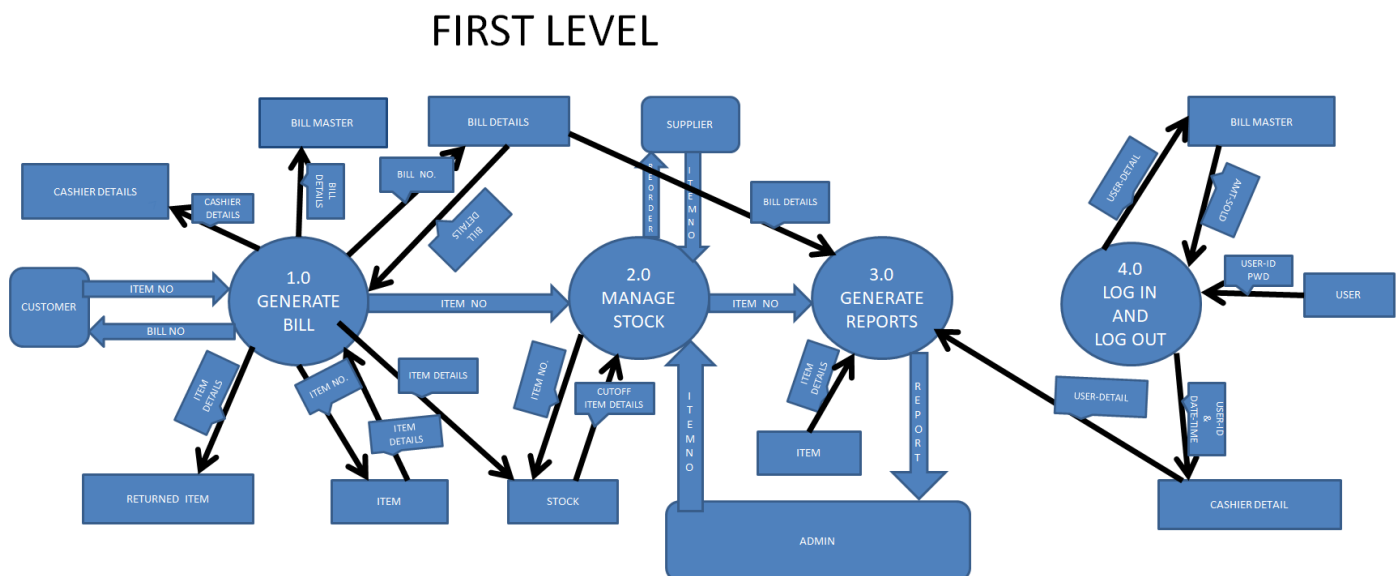 FIRST LEVEL
BILL MASTER
BILL DETAILS
SUPPLIER
BILL MASTER
CASHIER DETAILS
CASHIER
DETAILS
BILL
DETAILS
BILL NO.
BILL
DETAILS
REORDER
ITEMNO
BILL DETAILS
USER-DETAIL
AMT-SOLD
CUSTOMER
ITEM NO
BILL NO
1.0
GENERATE
BILL
ITEM NO
2.0
MANAGE
STOCK
ITEM NO
3.0
GENERATE
REPORTS
4.0
LOG IN
AND
LOG OUT
USER-ID
PWD
USER
ITEM
DETAILS
ITEM NO.
ITEM
DETAILS
ITEM DETAILS
ITEM NO.
CUTOFF
ITEM DETAILS
ITEMNO
ITEM
DETAILS
REPORT
USER-DETAIL
USER-ID
&
DATE-TIME
RETURNED ITEM
ITEM
STOCK
ITEM
ADMIN
CASHIER DETAIL